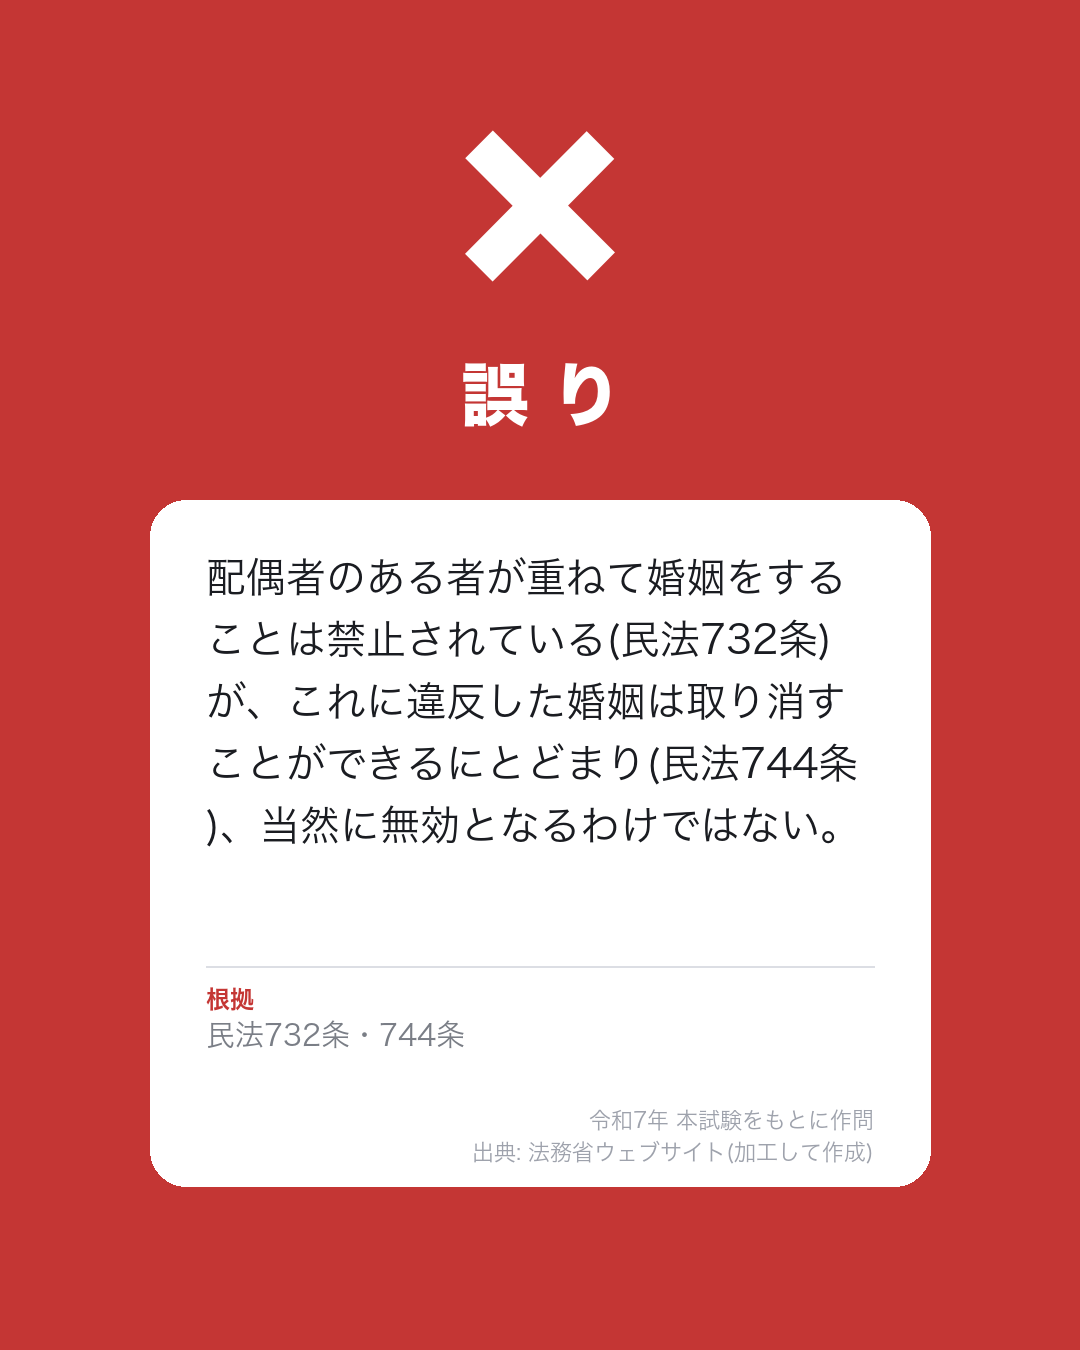 誤り
配偶者のある者が重ねて婚姻をする
ことは禁止されている(民法732条)
が、これに違反した婚姻は取り消す
ことができるにとどまり(民法744条
)、当然に無効となるわけではない。
根拠
民法732条・744条
令和7年 本試験をもとに作問
出典: 法務省ウェブサイト(加工して作成)